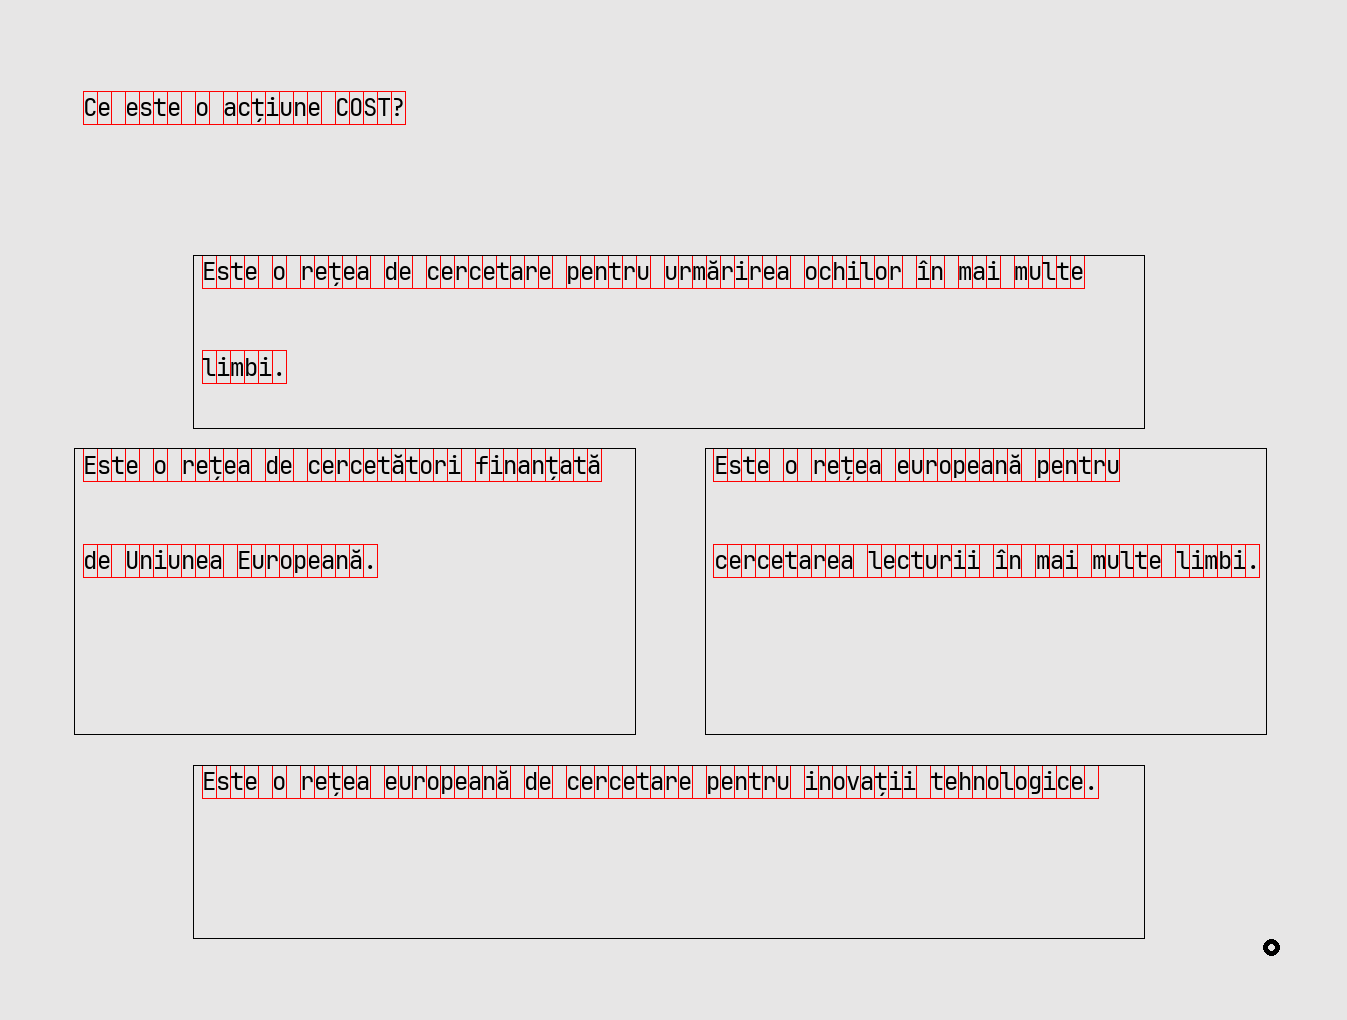 Ce este o acțiune COST?
Este o rețea de cercetare pentru urmărirea ochilor în mai multe
limbi.
Este o rețea de cercetători finanțată
de Uniunea Europeană.
Este o rețea europeană pentru
cercetarea lecturii în mai multe limbi.
Este o rețea europeană de cercetare pentru inovații tehnologice.